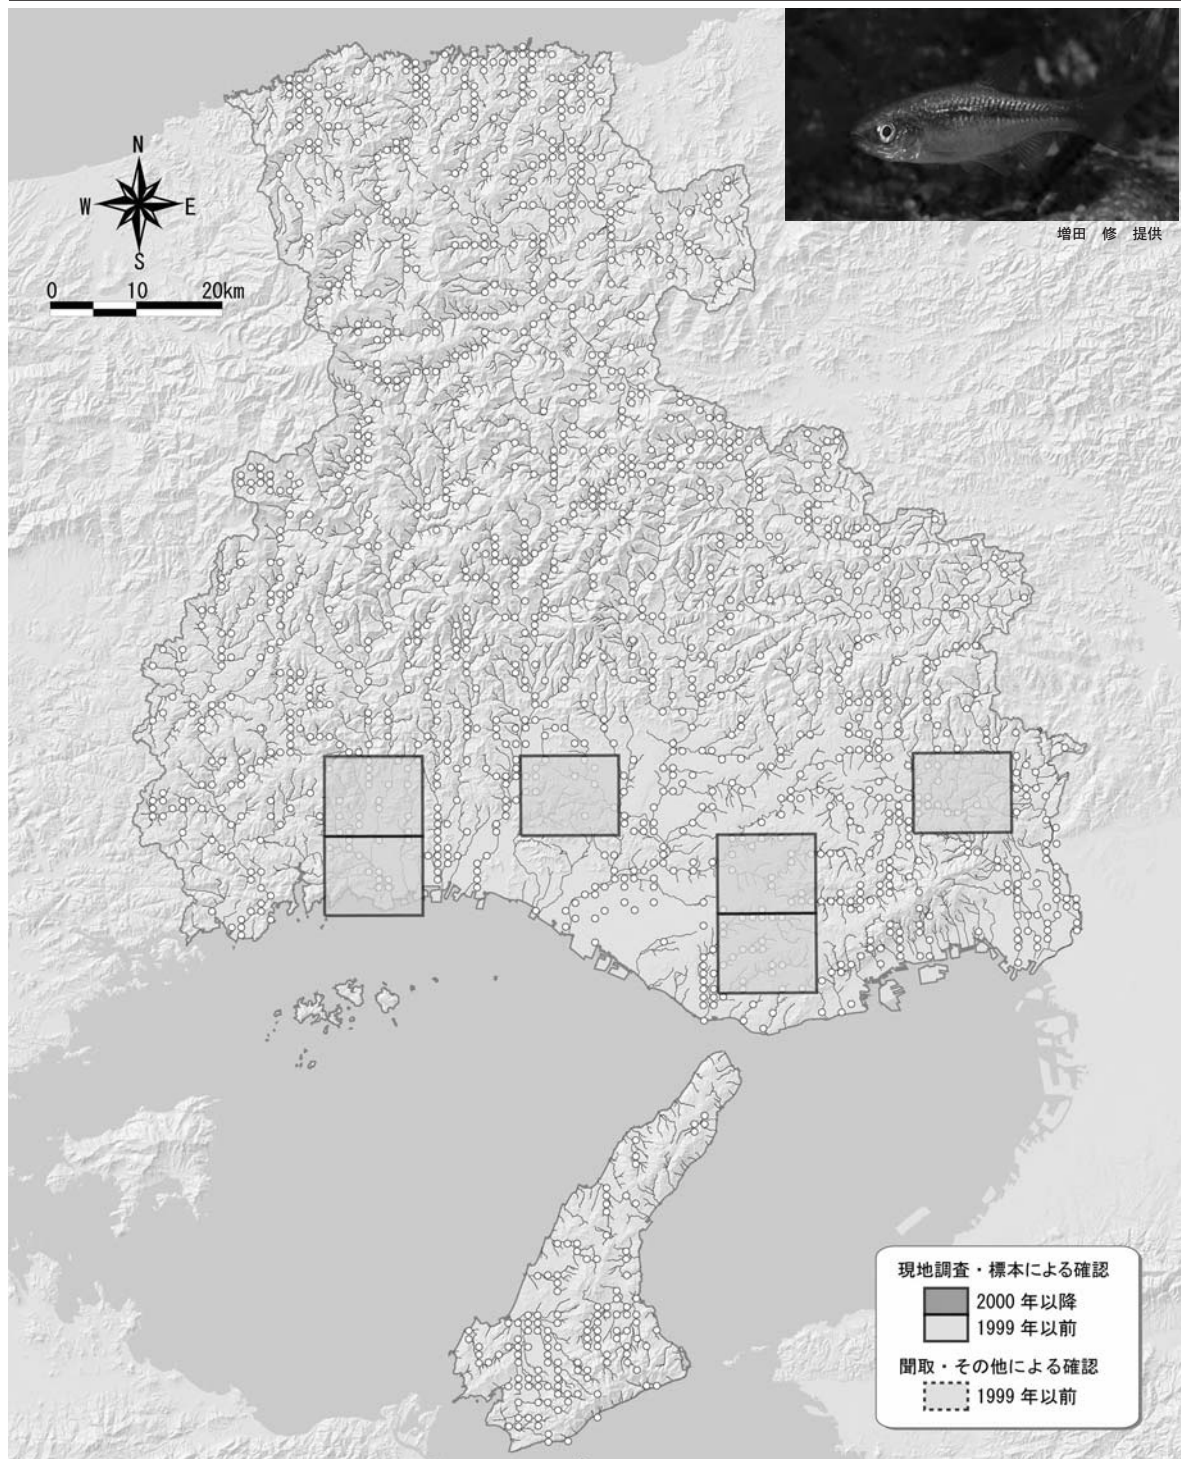 増田 修 提供
N
W E
S
0 10 20km
現地調査・標本による確認
2000 年以降
1999 年以前
聞取・その他による確認
1999 年以前